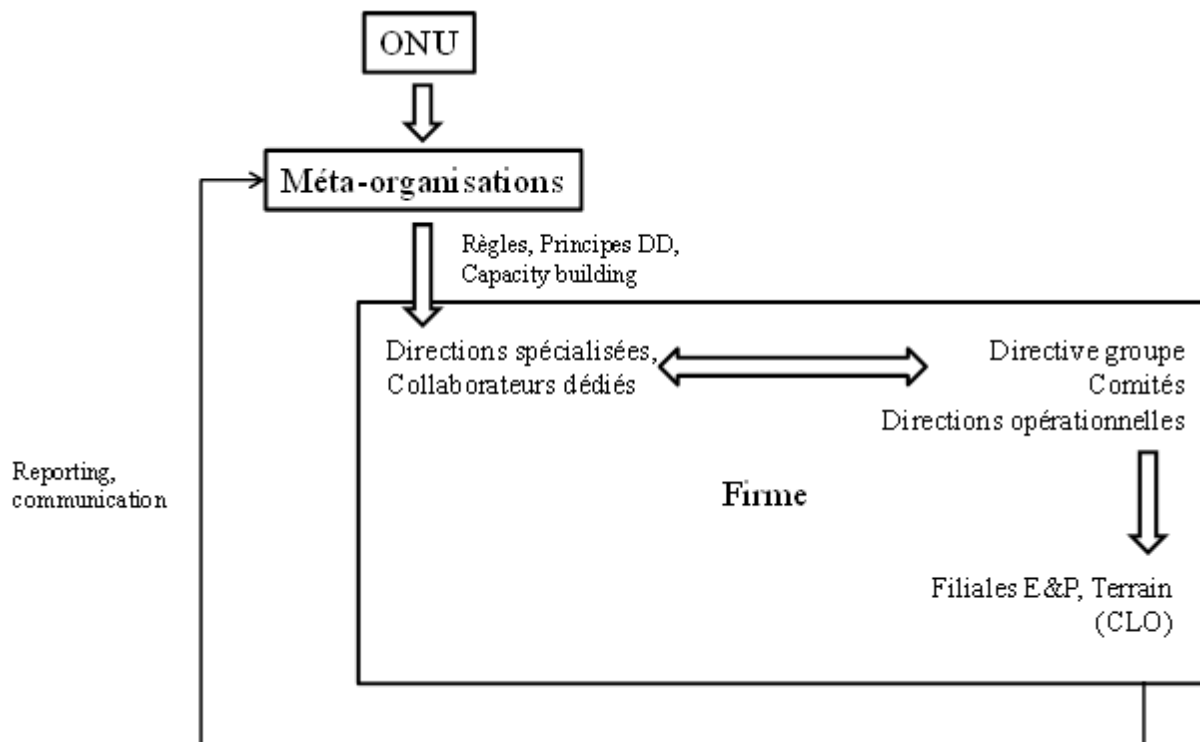 ONU
Méta-organisations
Règles, Principes DD,
Capacity building
Directions spécialisées,
Collaborateurs dédiés
Directive groupe
Comités
Directions opérationnelles
Reporting,
communication
Firme
Filiales E&P, Terrain
(CLO)